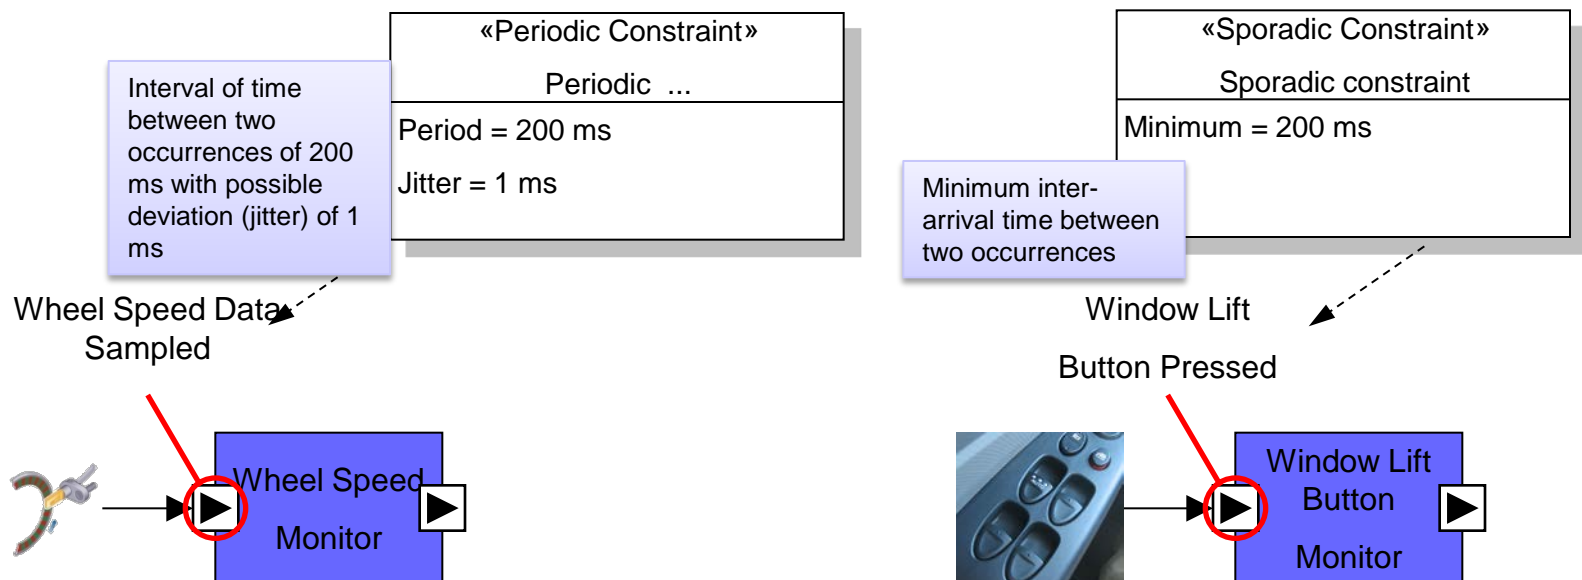 «Periodic Constraint»
Periodic ...
Period = 200 ms
Jitter = 1 ms
Interval of time
between two
occurrences of 200
ms with possible
deviation (jitter) of 1
ms
Wheel Speed Data
Sampled
Wheel Speed
Monitor
«Sporadic Constraint»
Sporadic constraint
Minimum = 200 ms
Minimum inter-
arrival time between
two occurrences
Window Lift
Button Pressed
Window Lift
Button
Monitor